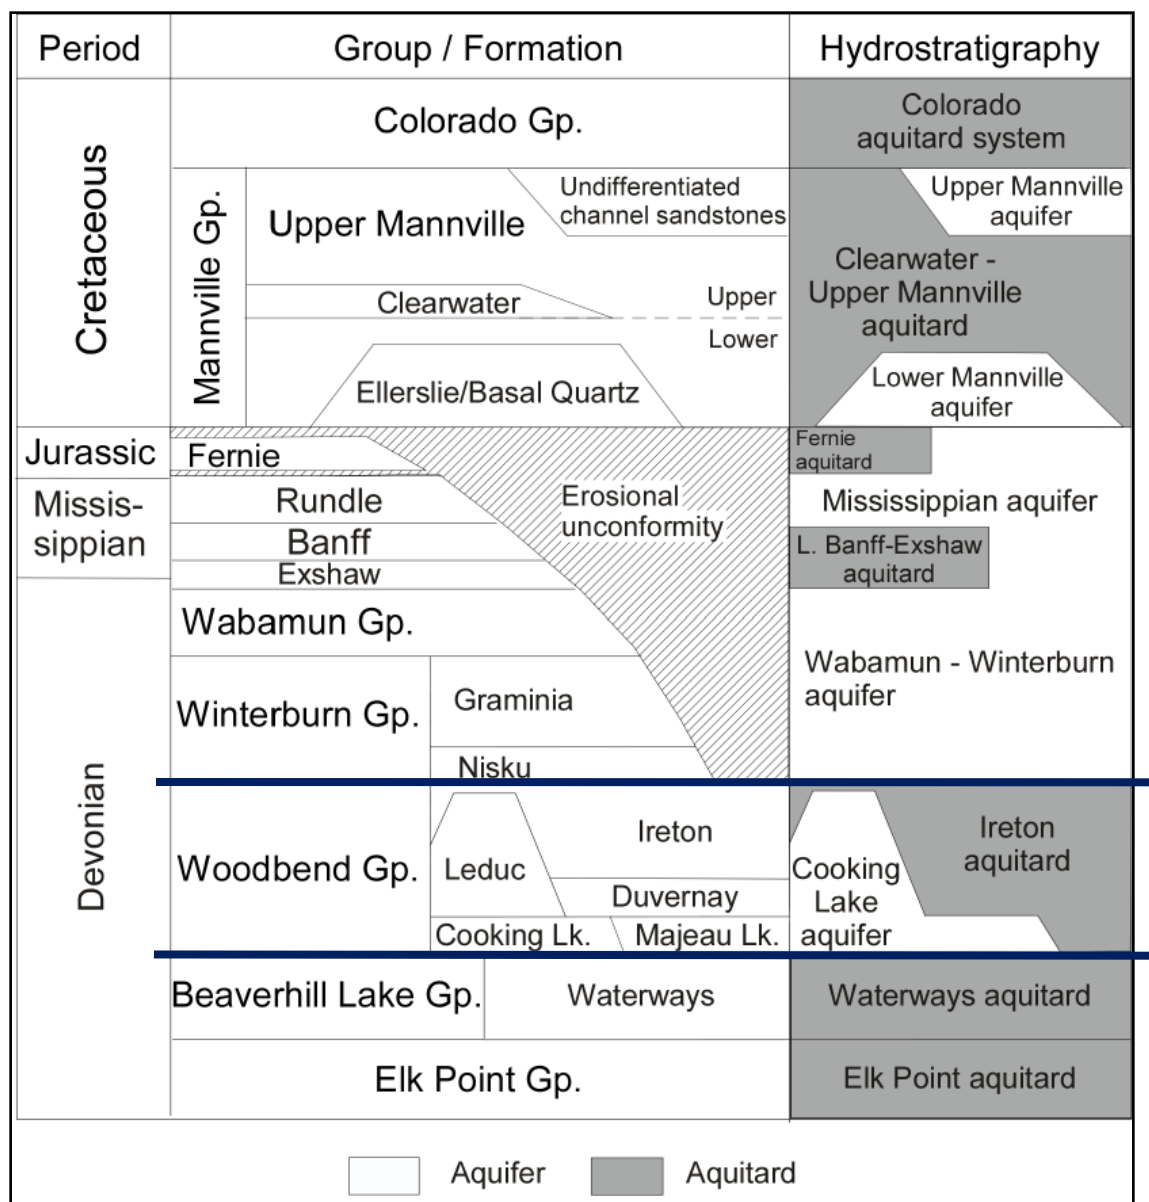 Period
Group / Formation
Hydrostratigraphy
Cretaceous
Mannville Gp.
Colorado Gp.
Colorado
aquitard system
Upper Mannville
Undifferentiated
channel sandstones
Upper Mannville
aquifer
Clearwater
Upper
Lower
Clearwater -
Upper Mannville
aquitard
Ellerslie/Basal Quartz
Lower Mannville
aquifer
Jurassic
Fernie
Erosional
unconformity
Fernie
aquitard
Missis-
sippian
Rundle
Banff
Exshaw
Mississippian aquifer
L. Banff-Exshaw
aquitard
Devonian
Wabamun Gp.
Winterburn Gp.
Graminia
Nisku
Wabamun - Winterburn
aquifer
Woodbend Gp.
Leduc
Ireton
Duvernay
Cooking Lk.
Majeau Lk.
Cooking
Lake
aquifer
Ireton
aquitard
Beaverhill Lake Gp.
Waterways
Waterways aquitard
Elk Point Gp.
Elk Point aquitard
Aquifer
Aquitard